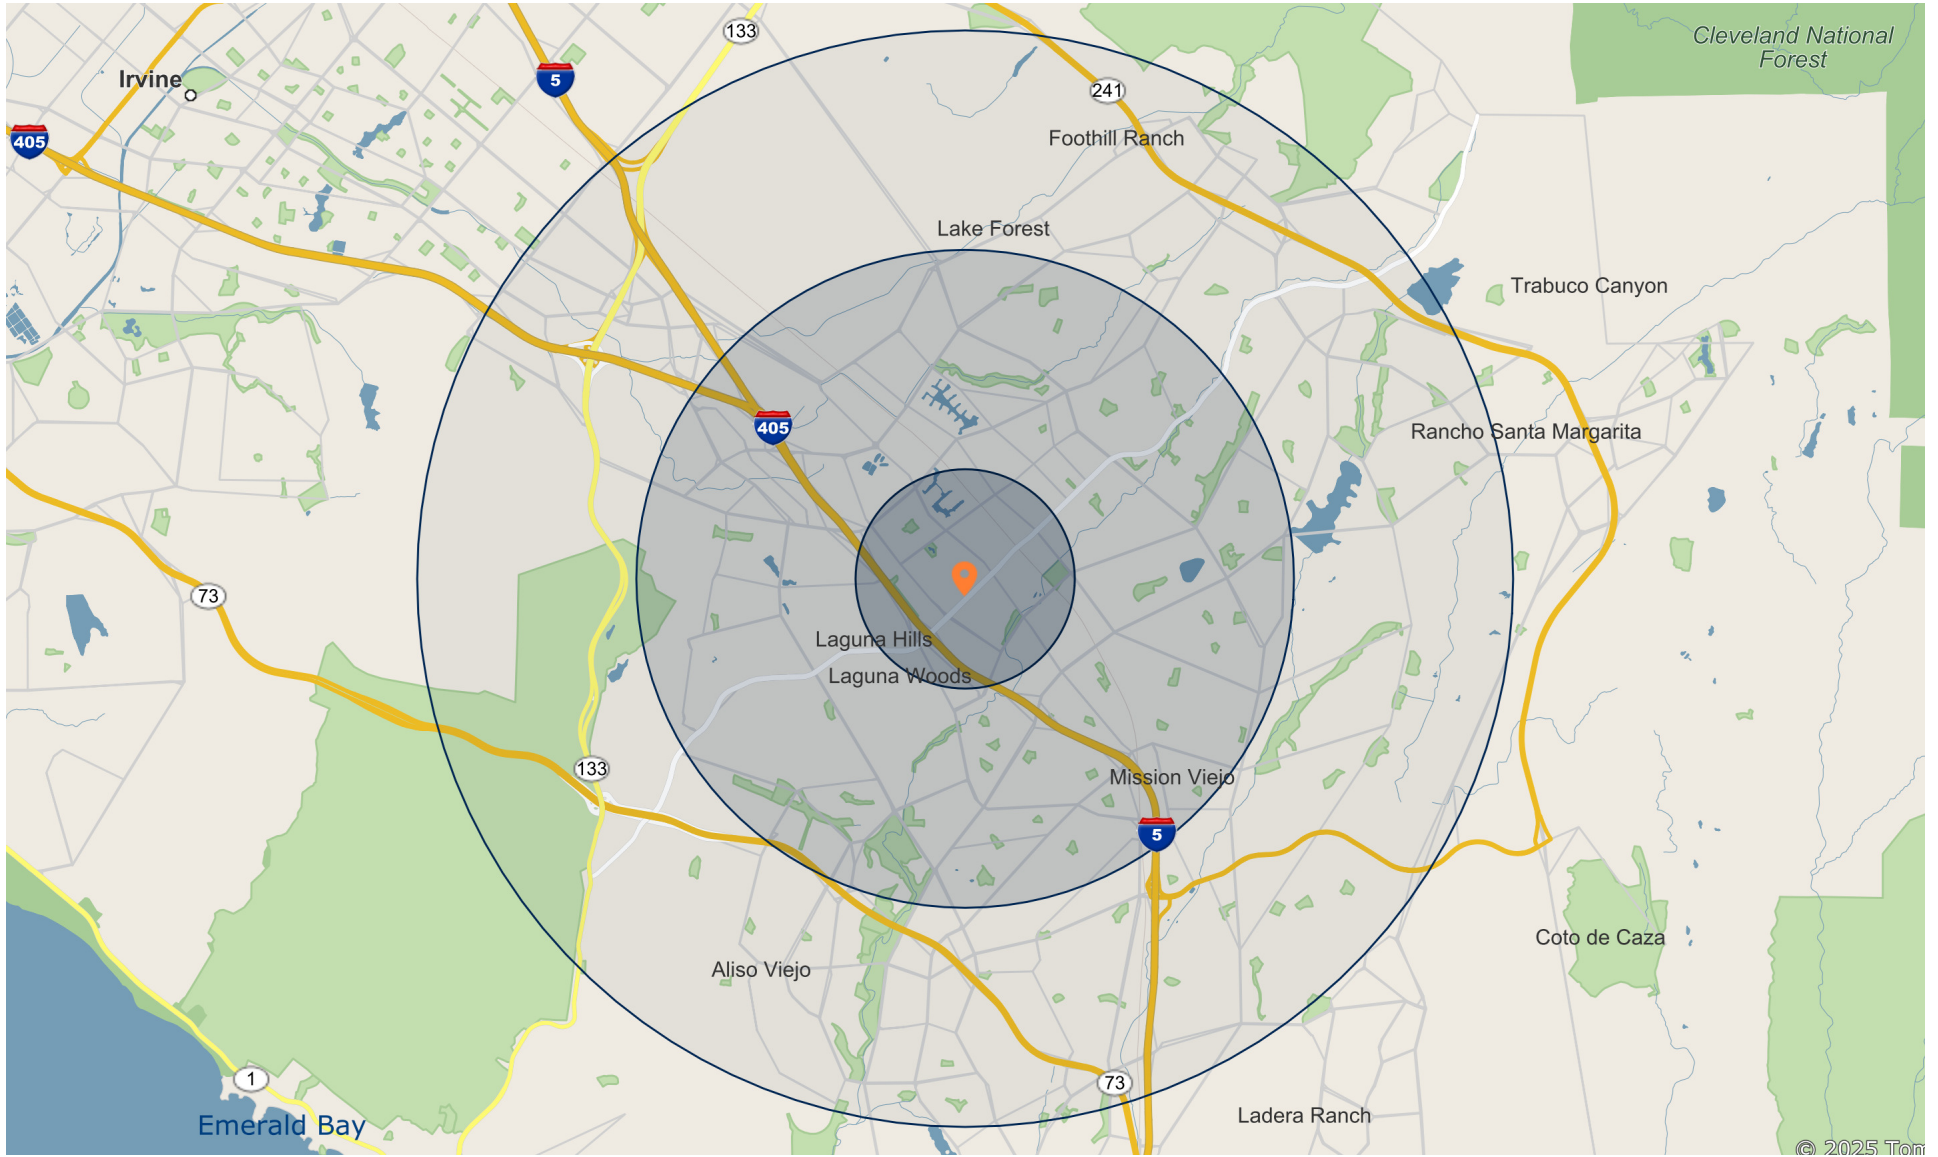 133
Cleveland National
Forest
Irvine
5
241
405
Foothill Ranch
Lake Forest
Trabuco Canyon
405
Rancho Santa Margarita
73
Laguna Hills
Laguna Woods
133
Mission Viejo
5
Coto de Caza
Aliso Viejo
1
73
Ladera Ranch
Emerald Bay
© 2025 Tom